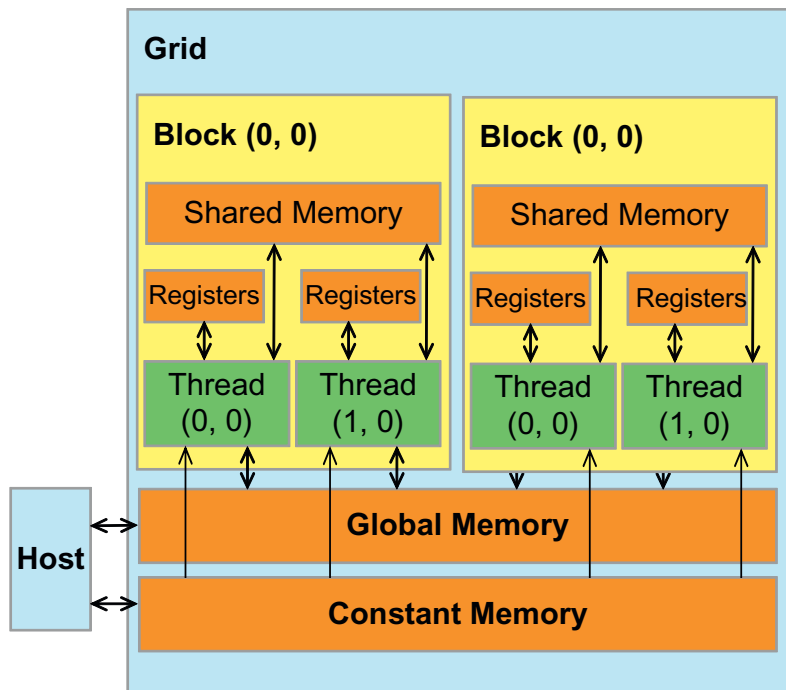 Grid
Block (0, 0)
Shared Memory
Registers
Registers
Thread
(0, 0)
Thread
(1, 0)
Block (0, 0)
Shared Memory
Registers
Registers
Thread
(0, 0)
Thread
(1, 0)
Host
Global Memory
Constant Memory